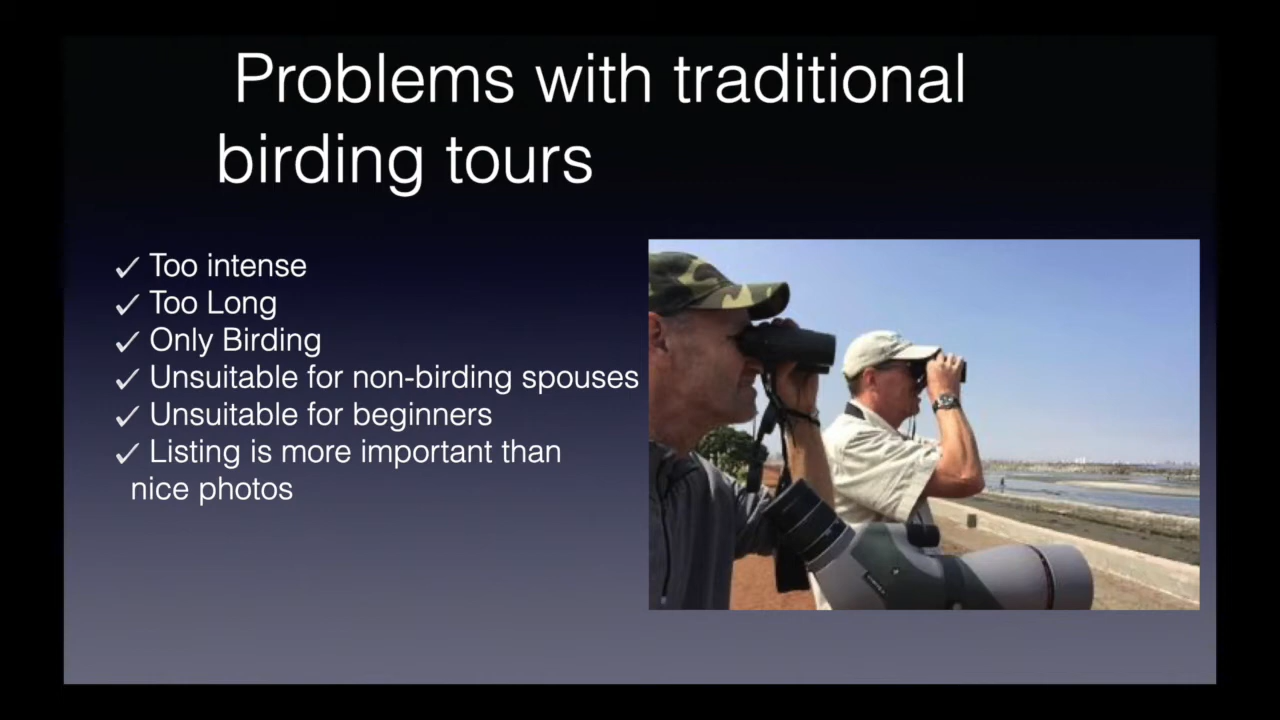 Problems with traditional
birding tours
✓ Too intense
✓ Too Long
✓ Only Birding
✓ Unsuitable for non-birding spouses
✓ Unsuitable for beginners
✓ Listing is more important than
nice photos